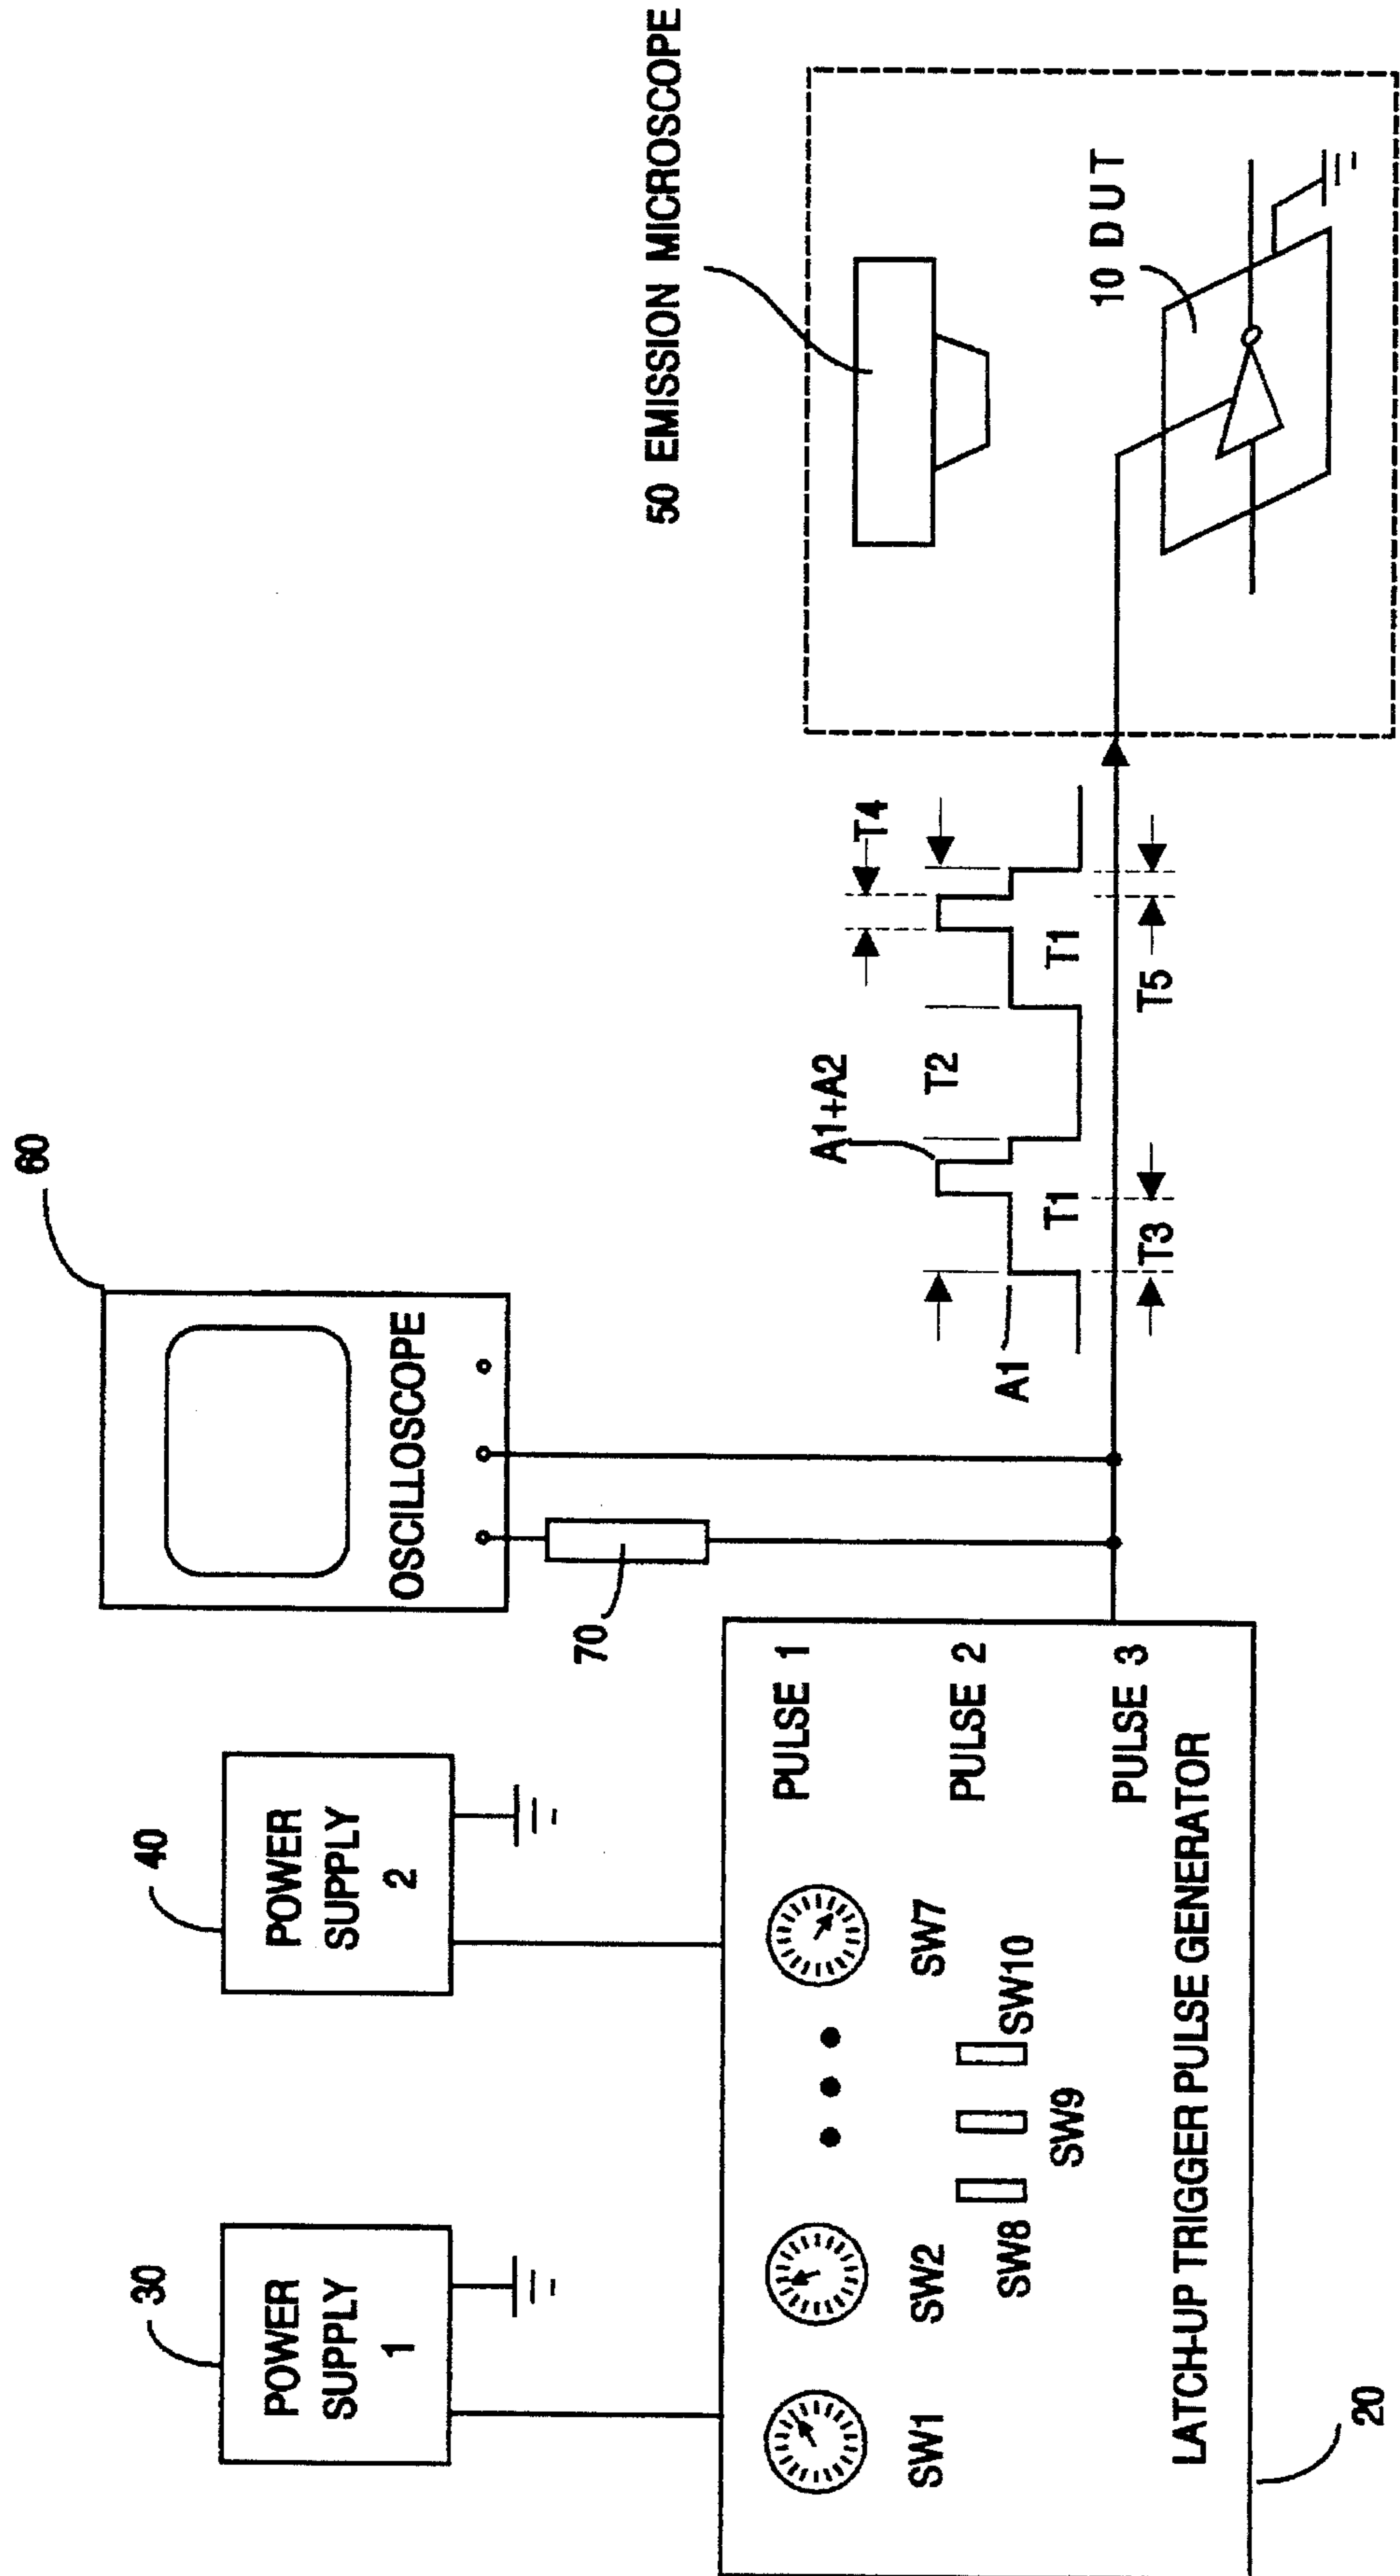 30
POWER
SUPPLY
1
40
POWER
SUPPLY
2
60
OSCILLOSCOPE
70
50 EMISSION MICROSCOPE
10 DUT
SW1
SW2
SW7
SW8
SW9
SW10
PULSE 1
PULSE 2
PULSE 3
LATCH-UP TRIGGER PULSE GENERATOR
20
A1
A1+A2
T1
T2
T1
T3
T4
T5